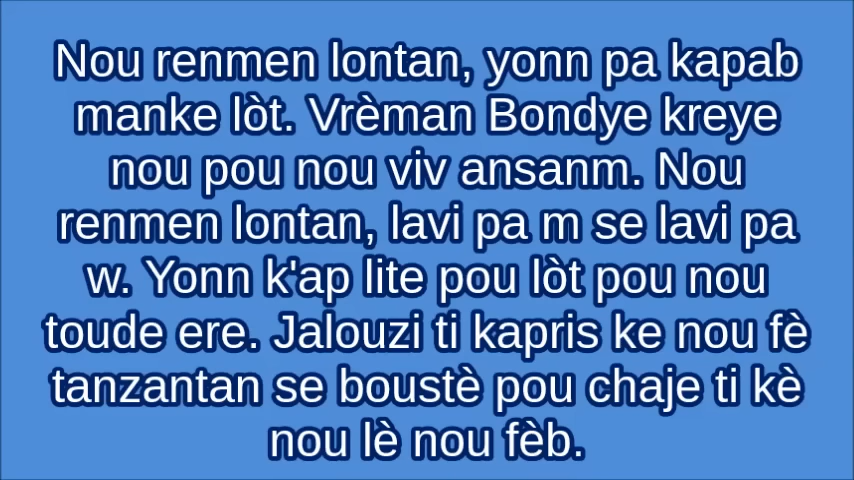 Nou renmen lontan, yonn pa kapab
manke lòt. Vrèman Bondye kreye
nou pou nou viv ansanm. Nou
renmen lontan, lavi pa m se lavi pa
w. Yonn k'ap lite pou lòt pou nou
toude ere. Jalouzi ti kapris ke nou fè
tanzantan se boustè pou chaje ti kè
nou lè nou fèb.